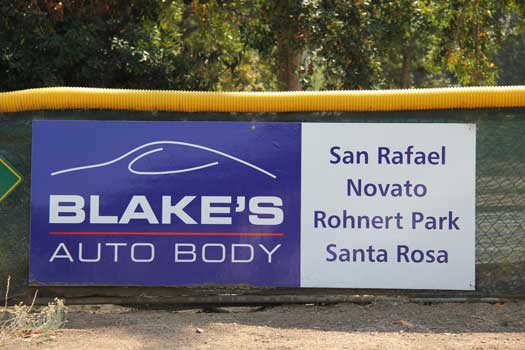 BLAKE'S
AUTO BODY
San Rafael
Novato
Rohnert Park
Santa Rosa